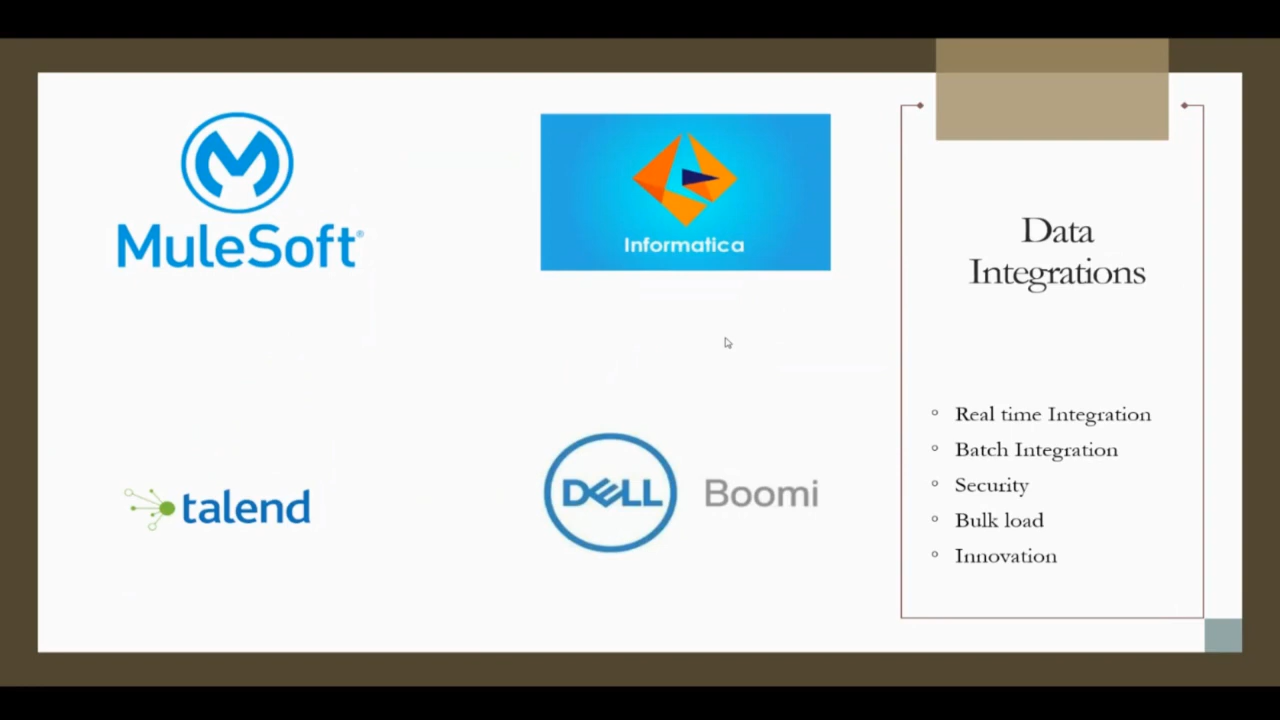 MuleSoft®
Informatica
talend
DELL Boomi
Data
Integrations
Real time Integration
Batch Integration
Security
Bulk load
Innovation